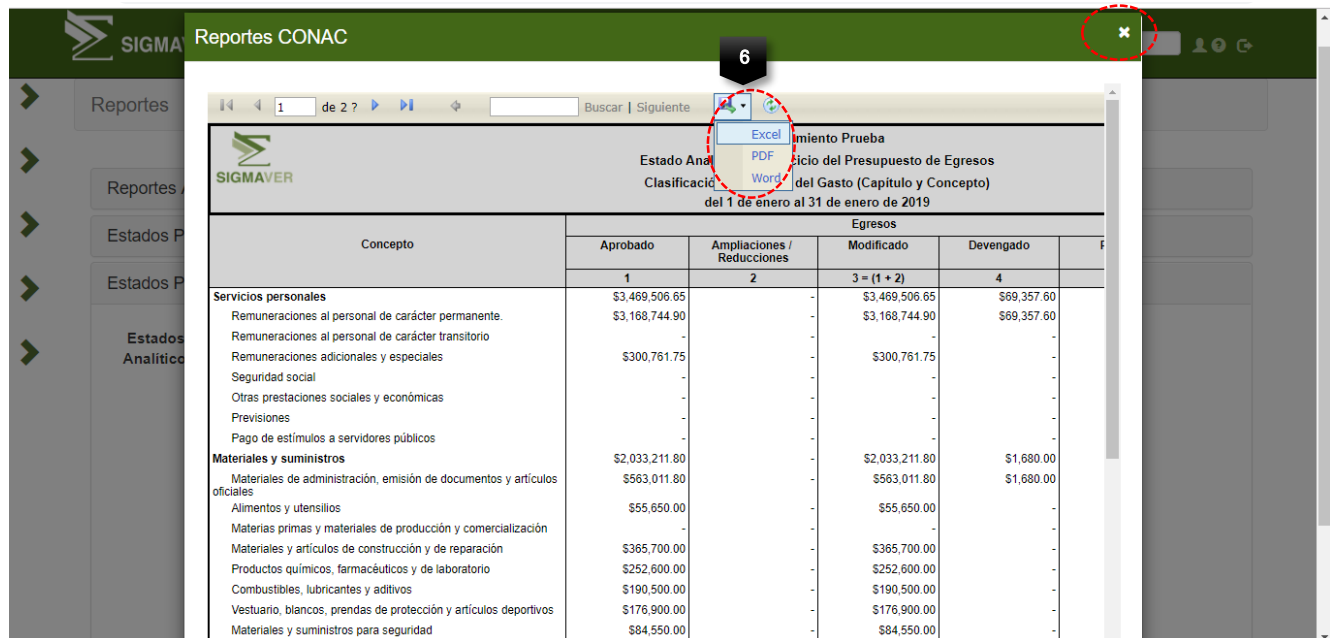 SIGMA
Reportes CONAC
6
Reportes
1 de 2 ? Buscar | Siguiente
Excel
PDF
Word
SIGMAVER
miento Prueba
Estado Ana cicio del Presupuesto de Egresos
Clasificació del Gasto (Capítulo y Concepto)
del 1 de enero al 31 de enero de 2019
Reportes
Estados P
Estados P
Estados
Analítico
Egresos
Concepto Aprobado Ampliaciones / Reducciones Modificado Devengado
1 2 3 = (1 + 2) 4
Servicios personales $3,469,506.65 - $3,469,506.65 $69,357.60
Remuneraciones al personal de carácter permanente. $3,168,744.90 - $3,168,744.90 $69,357.60
Remuneraciones al personal de carácter transitorio - - - -
Remuneraciones adicionales y especiales $300,761.75 - $300,761.75 -
Seguridad social - - - -
Otras prestaciones sociales y económicas - - - -
Previsiones - - - -
Pago de estímulos a servidores públicos - - - -
Materiales y suministros $2,033,211.80 - $2,033,211.80 $1,680.00
Materiales de administración, emisión de documentos y artículos $563,011.80 - $563,011.80 $1,680.00
oficiales
Alimentos y utensilios $55,650.00 - $55,650.00 -
Materias primas y materiales de producción y comercialización - - - -
Materiales y artículos de construcción y de reparación $365,700.00 - $365,700.00 -
Productos químicos, farmacéuticos y de laboratorio $252,600.00 - $252,600.00 -
Combustibles, lubricantes y aditivos $190,500.00 - $190,500.00 -
Vestuario, blancos, prendas de protección y artículos deportivos $176,900.00 - $176,900.00 -
Materiales y suministros para seguridad $84,550.00 - $84,550.00 -